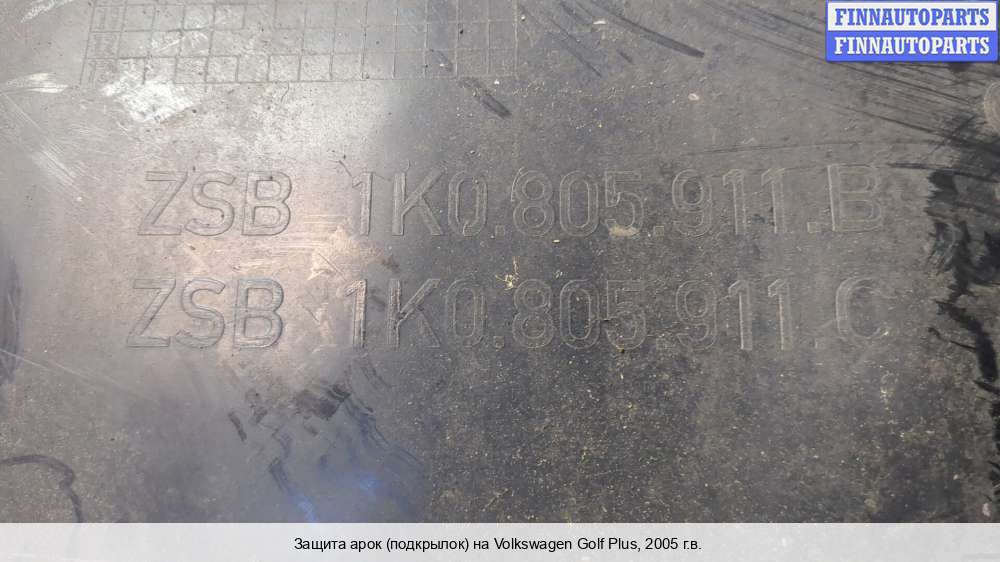 FINNAUTOPARTS
FINNAUTOPARTS
ZSB 1K0.805.911.B
ZSB 1K0.805.911.C
Защита арок (подкрылок) на Volkswagen Golf Plus, 2005 г.в.